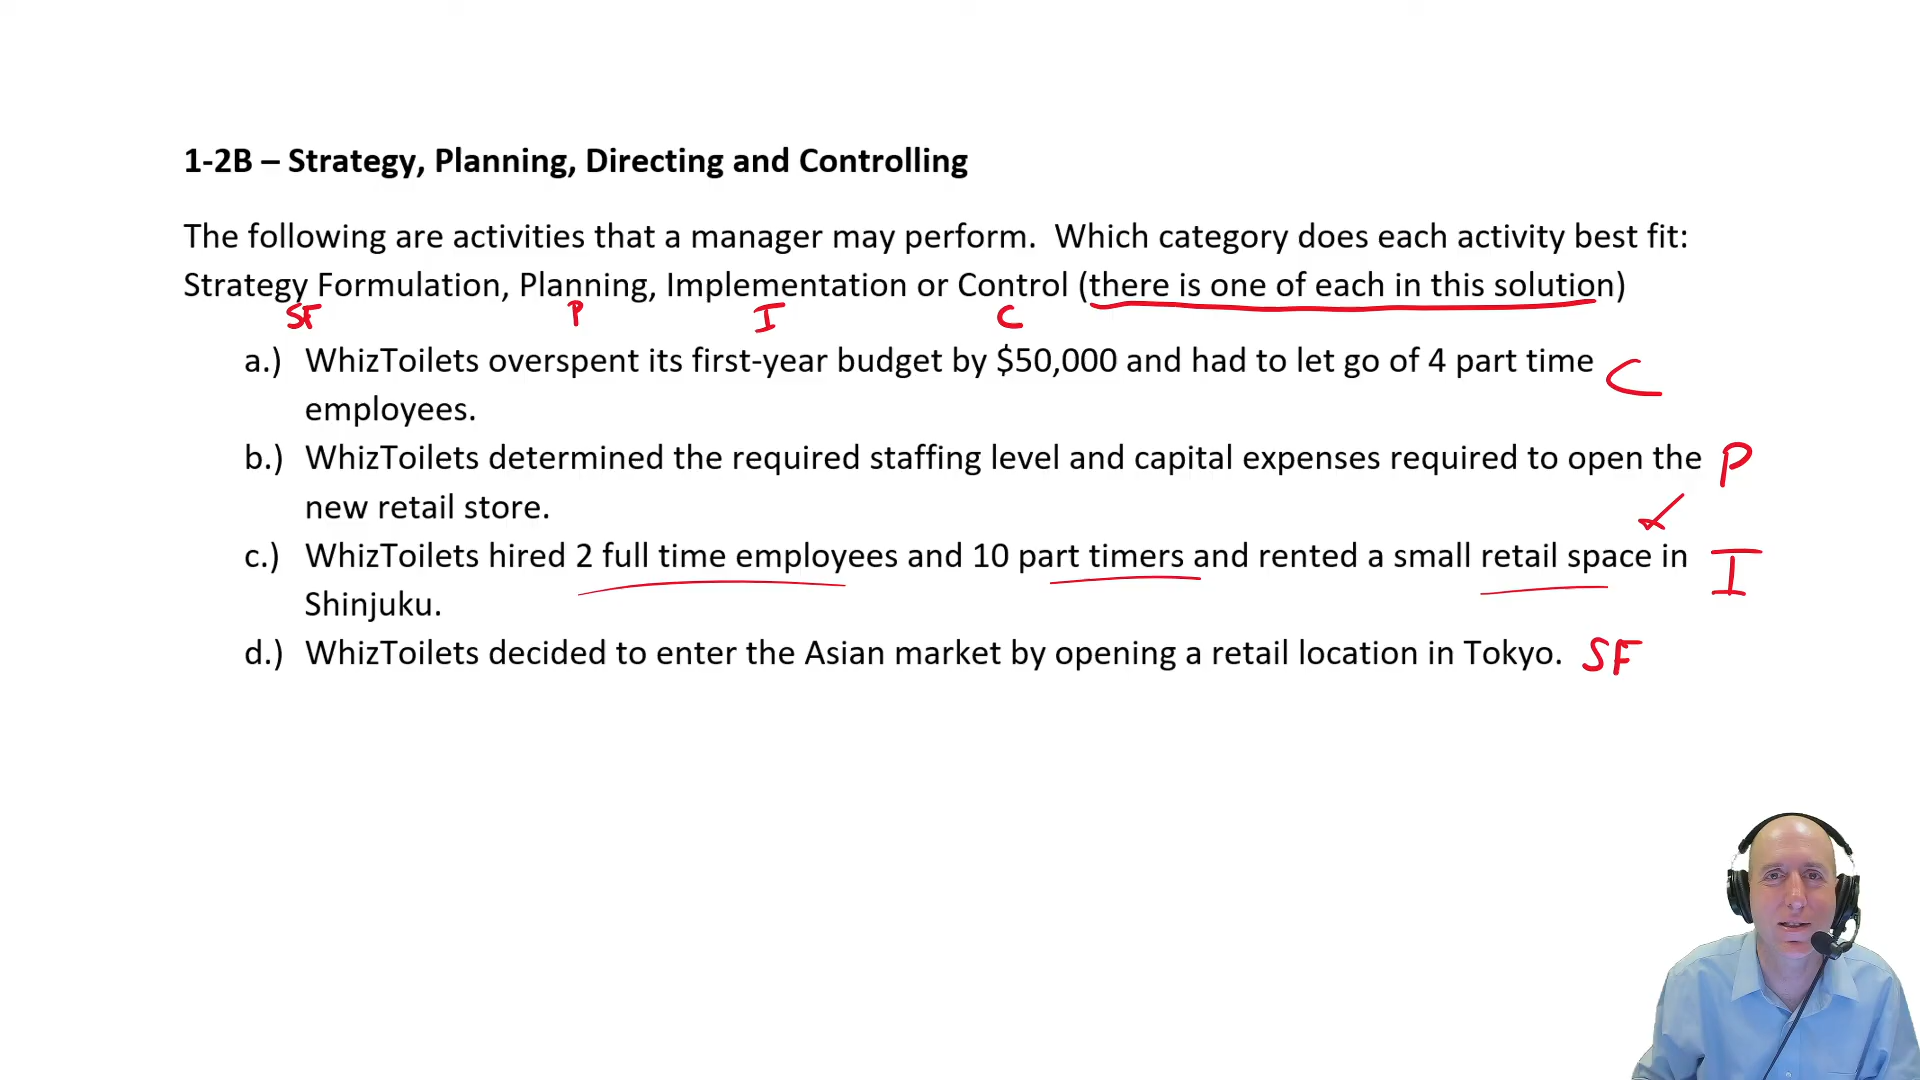 1-2B – Strategy, Planning, Directing and Controlling
The following are activities that a manager may perform.  Which category does each activity best fit:
Strategy Formulation, Planning, Implementation or Control (there is one of each in this solution)
SF P I C
a.) WhizToilets overspent its first-year budget by $50,000 and had to let go of 4 part time C
employees.
b.) WhizToilets determined the required staffing level and capital expenses required to open the P
new retail store.
c.) WhizToilets hired 2 full time employees and 10 part timers and rented a small retail space in I
Shinjuku.
d.) WhizToilets decided to enter the Asian market by opening a retail location in Tokyo. SF